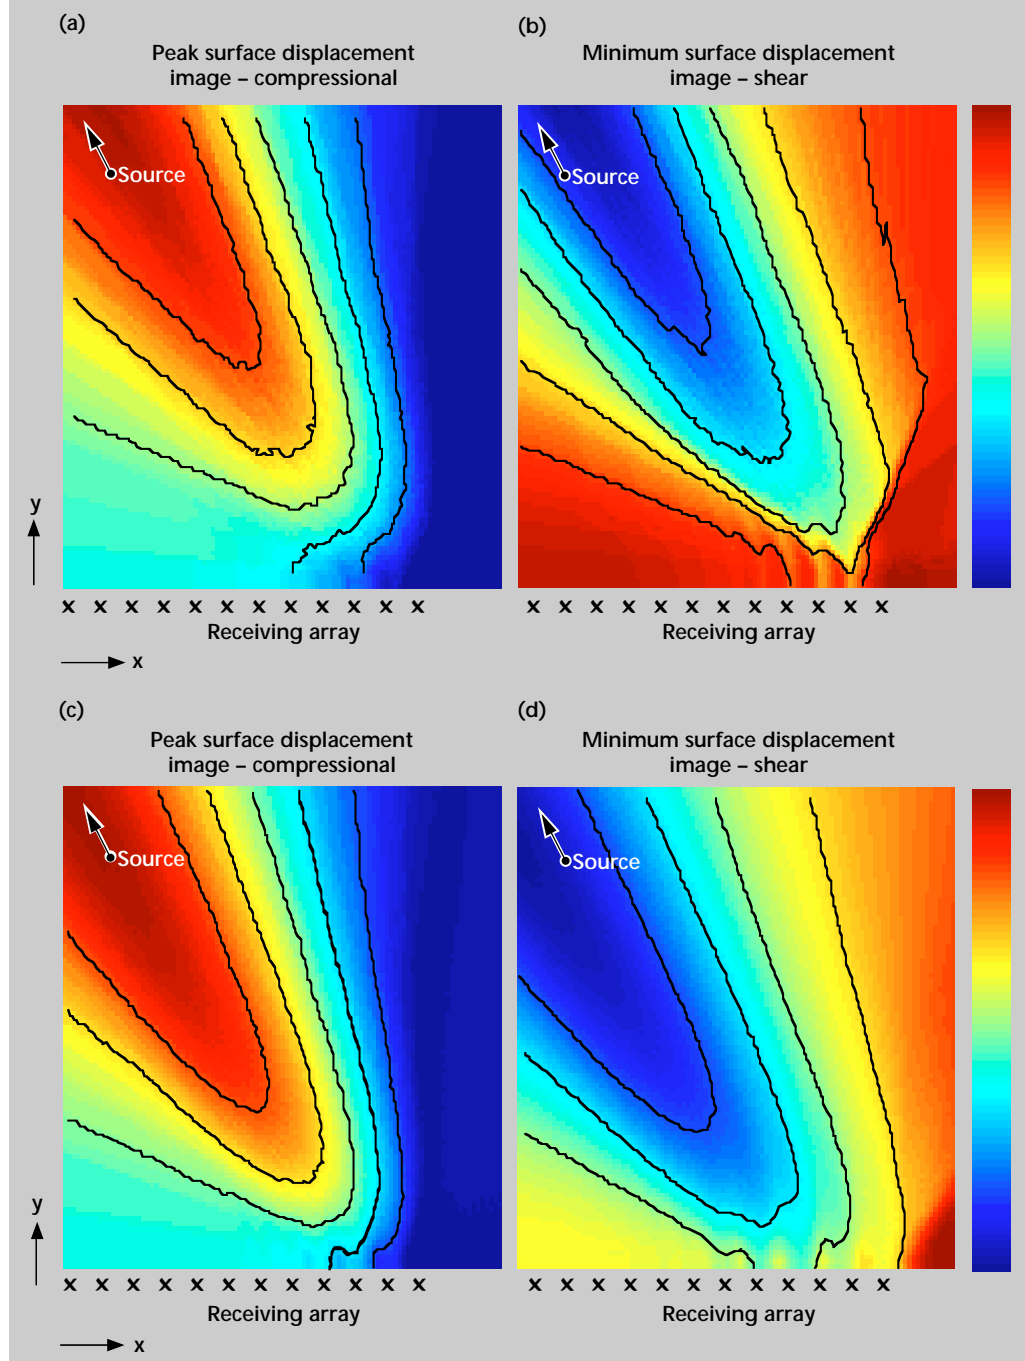 (a)
Peak surface displacement
image – compressional
(b)
Minimum surface displacement
image – shear
Source
Source
y
x x x x x x x x x x x x
Receiving array
x x x x x x x x x x x x
Receiving array
x
(c)
Peak surface displacement
image – compressional
(d)
Minimum surface displacement
image – shear
Source
Source
y
x x x x x x x x x x x x
Receiving array
x x x x x x x x x x x x
Receiving array
x